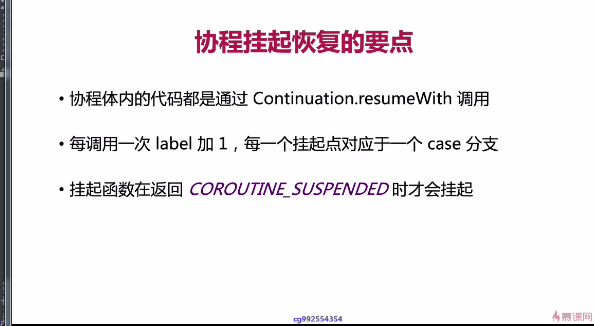 协程挂起恢复的要点
• 协程体内的代码都是通过 Continuation.resumeWith 调用
• 每调用一次 label 加 1，每一个挂起点对应于一个 case 分支
• 挂起函数在返回 COROUTINE_SUSPENDED 时才会挂起
cg992554354
慕课网